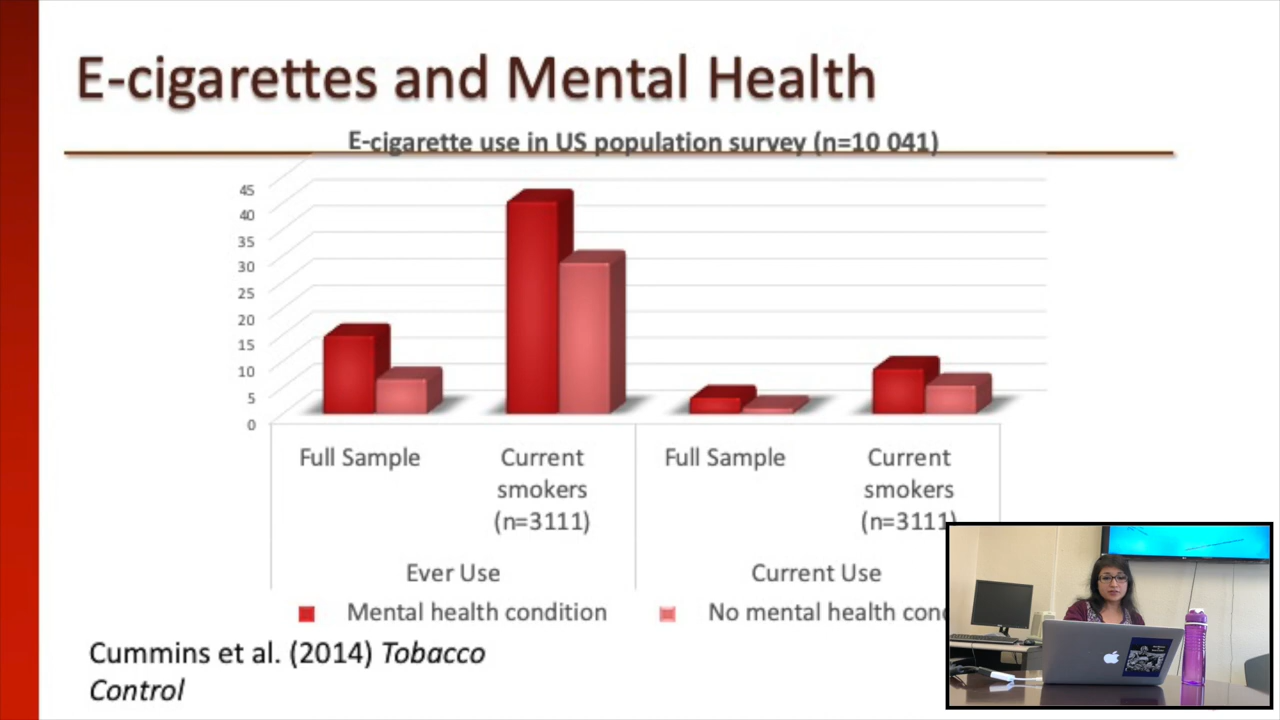 E-cigarettes and Mental Health
E-cigarette use in US population survey (n=10 041)
45
40
35
30
25
20
15
10
5
0
Full Sample
Current
smokers
(n=3111)
Full Sample
Current
smokers
(n=3111)
Ever Use
Current Use
Mental health condition
No mental health
Cummins et al. (2014) Tobacco
Control